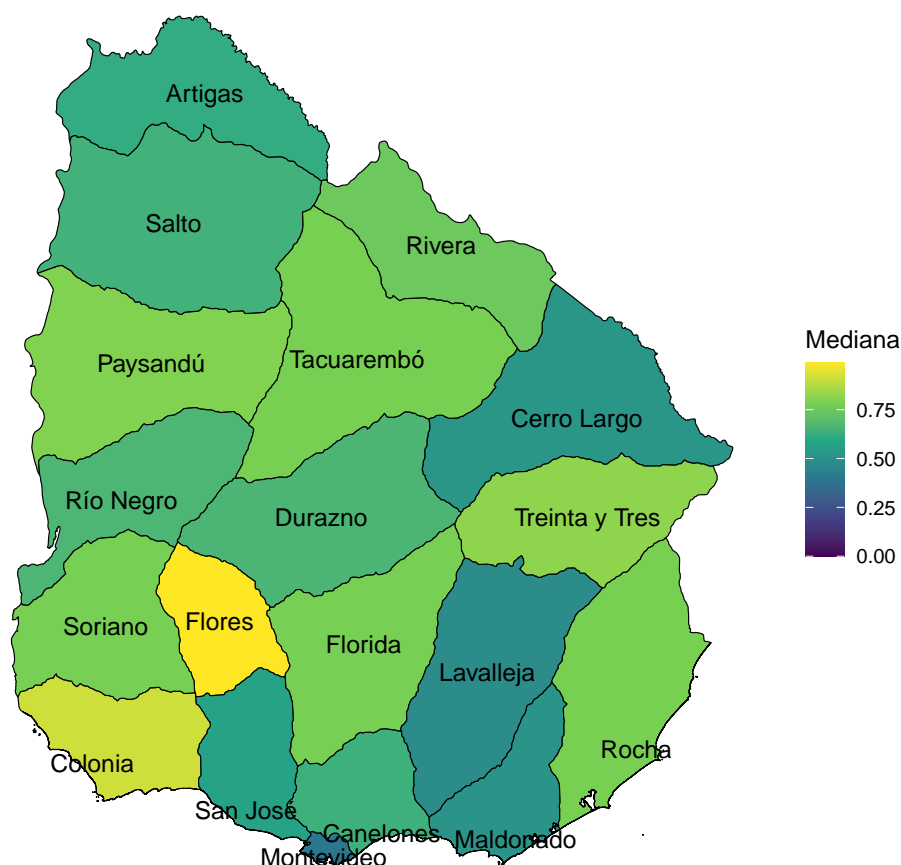 Artigas
Salto
Rivera
Paysandú
Tacuarembó
Cerro Largo
Río Negro
Durazno
Treinta y Tres
Soriano
Flores
Florida
Lavalleja
Colonia
Rocha
San José
Canelones
Maldonado
Montevideo
Mediana
0.75
0.50
0.25
0.00